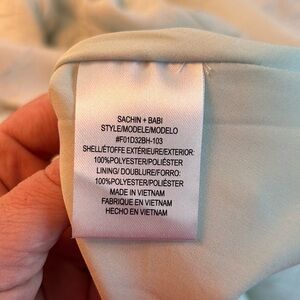 SACHIN + BABI
STYLE/MODELE/MODELO
#F01D32BH-103
SHELL/ÉTOFFE EXTÉRIEURE/EXTERIOR:
100%POLYESTER/POLIÉSTER
LINING/ DOUBLURE/FORRO:
100%POLYESTER/POLIÉSTER
MADE IN VIETNAM
FABRIQUE EN VIETNAM
HECHO EN VIETNAM